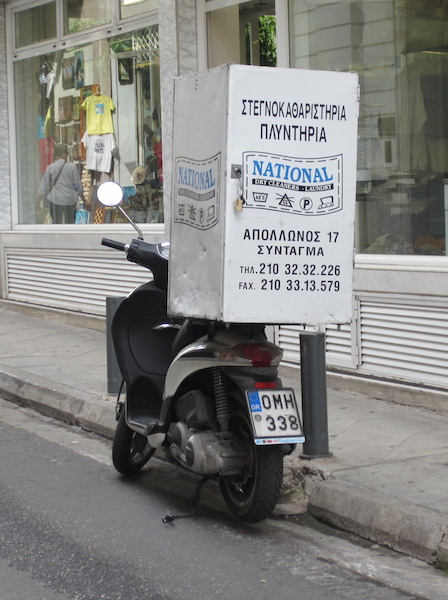 ΣΤΕΓΝΟΚΑΘΑΡΙΣΤΗΡΙΑ
ΠΛΥΝΤΗΡΙΑ
NATIONAL
DRY CLEANERS - LAUNDRY
P
ΑΠΟΛΛΩΝΟΣ 17
ΣΥΝΤΑΓΜΑ
ΤΗΛ. 210 32.32.226
FAX. 210 33.13.579
NATIONAL
GR
ΟΜΗ
338